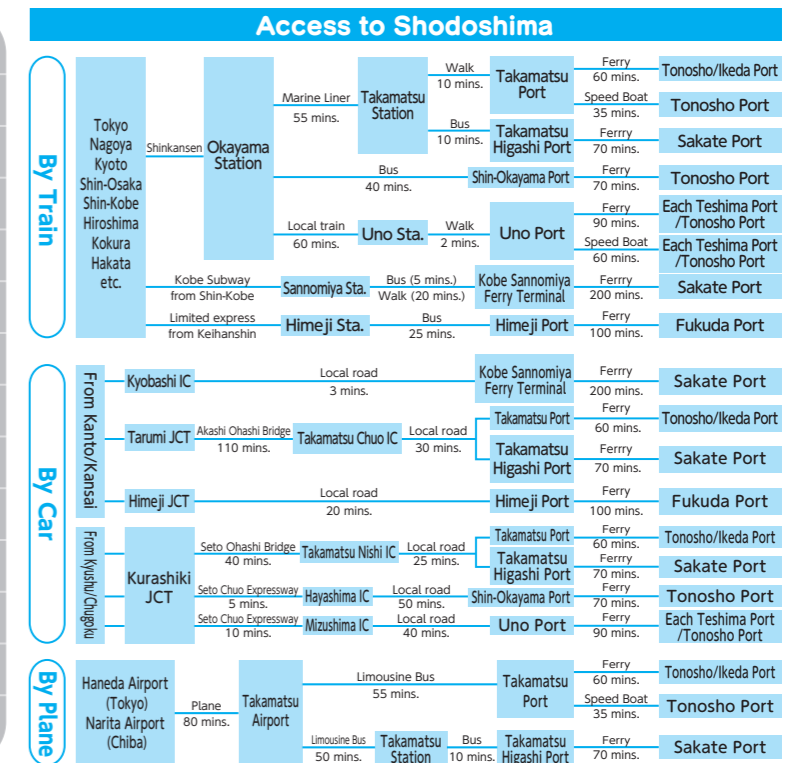 Access to Shodoshima
By Train
Tokyo
Nagoya
Kyoto
Shin-Osaka
Shin-Kobe
Hiroshima
Kokura
Hakata
etc.
Shinkansen
Okayama
Station
Marine Liner
55 mins.
Takamatsu
Station
Walk
10 mins.
Takamatsu
Port
Ferry
60 mins.
Tonosho/Ikeda Port
Speed Boat
35 mins.
Tonosho Port
Bus
10 mins.
Takamatsu
Higashi Port
Ferrry
70 mins.
Sakate Port
Bus
40 mins.
Shin-Okayama Port
Ferry
70 mins.
Tonosho Port
Local train
60 mins.
Uno Sta.
Walk
2 mins.
Uno Port
Ferry
90 mins.
Each Teshima Port
/Tonosho Port
Speed Boat
60 mins.
Each Teshima Port
/Tonosho Port
Kobe Subway
from Shin-Kobe
Sannomiya Sta.
Bus (5 mins.)
Walk (20 mins.)
Kobe Sannomiya
Ferry Terminal
Ferrry
200 mins.
Sakate Port
Limited express
from Keihanshin
Himeji Sta.
Bus
25 mins.
Himeji Port
Ferry
100 mins.
Fukuda Port
By Car
From Kanto/Kansai
Kyobashi IC
Local road
3 mins.
Kobe Sannomiya
Ferry Terminal
Ferrry
200 mins.
Sakate Port
Tarumi JCT
Akashi Ohashi Bridge
110 mins.
Takamatsu Chuo IC
Local road
30 mins.
Takamatsu Port
Ferry
60 mins.
Tonosho/Ikeda Port
Takamatsu
Higashi Port
Ferrry
70 mins.
Sakate Port
Himeji JCT
Local road
20 mins.
Himeji Port
Ferry
100 mins.
Fukuda Port
From Kyushu/Chugoku
Kurashiki
JCT
Seto Ohashi Bridge
40 mins.
Takamatsu Nishi IC
Local road
25 mins.
Takamatsu Port
Ferry
60 mins.
Tonosho/Ikeda Port
Takamatsu
Higashi Port
Ferrry
70 mins.
Sakate Port
Seto Chuo Expressway
5 mins.
Hayashima IC
Local road
50 mins.
Shin-Okayama Port
Ferry
70 mins.
Tonosho Port
Seto Chuo Expressway
10 mins.
Mizushima IC
Local road
40 mins.
Uno Port
Ferry
90 mins.
Each Teshima Port
/Tonosho Port
By Plane
Haneda Airport
(Tokyo)
Narita Airport
(Chiba)
Plane
80 mins.
Takamatsu
Airport
Limousine Bus
55 mins.
Takamatsu
Port
Ferry
60 mins.
Tonosho/Ikeda Port
Speed Boat
35 mins.
Tonosho Port
Limousine Bus
50 mins.
Takamatsu
Station
Bus
10 mins.
Takamatsu
Higashi Port
Ferry
70 mins.
Sakate Port